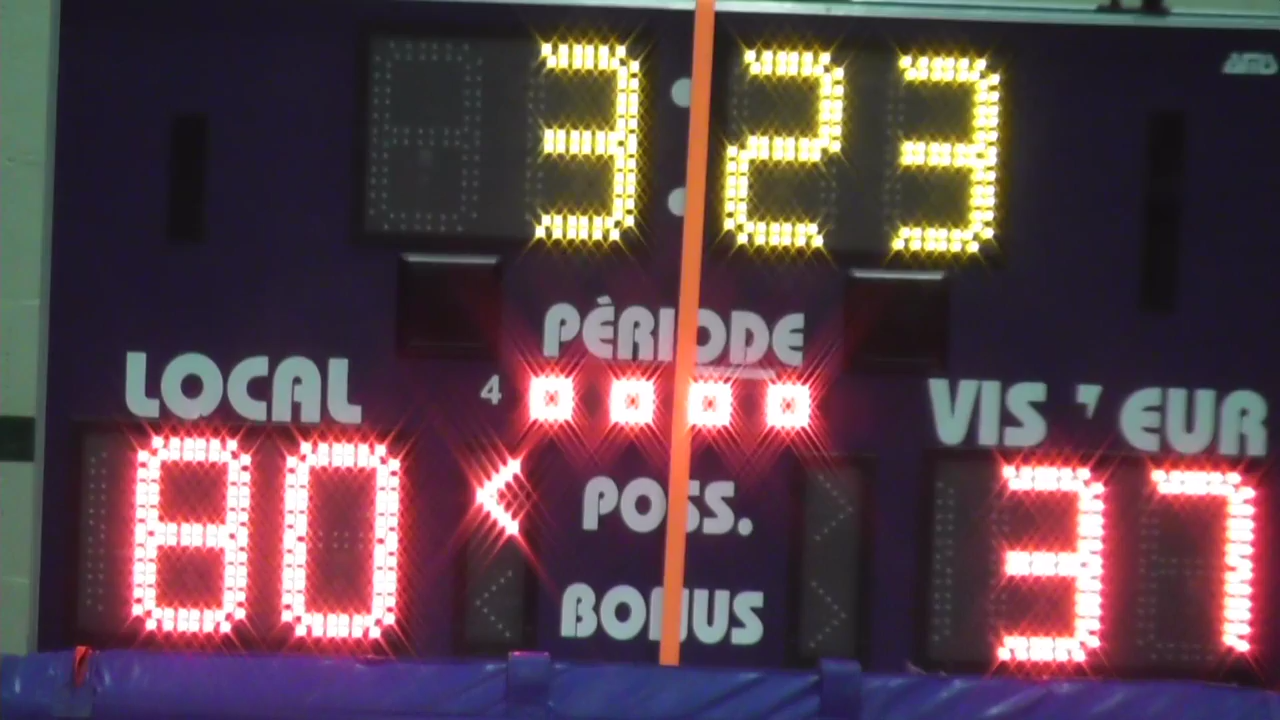 3:23
PÉRIODE
4
LOCAL VIS'EUR
80 < POSS. 37
BONUS